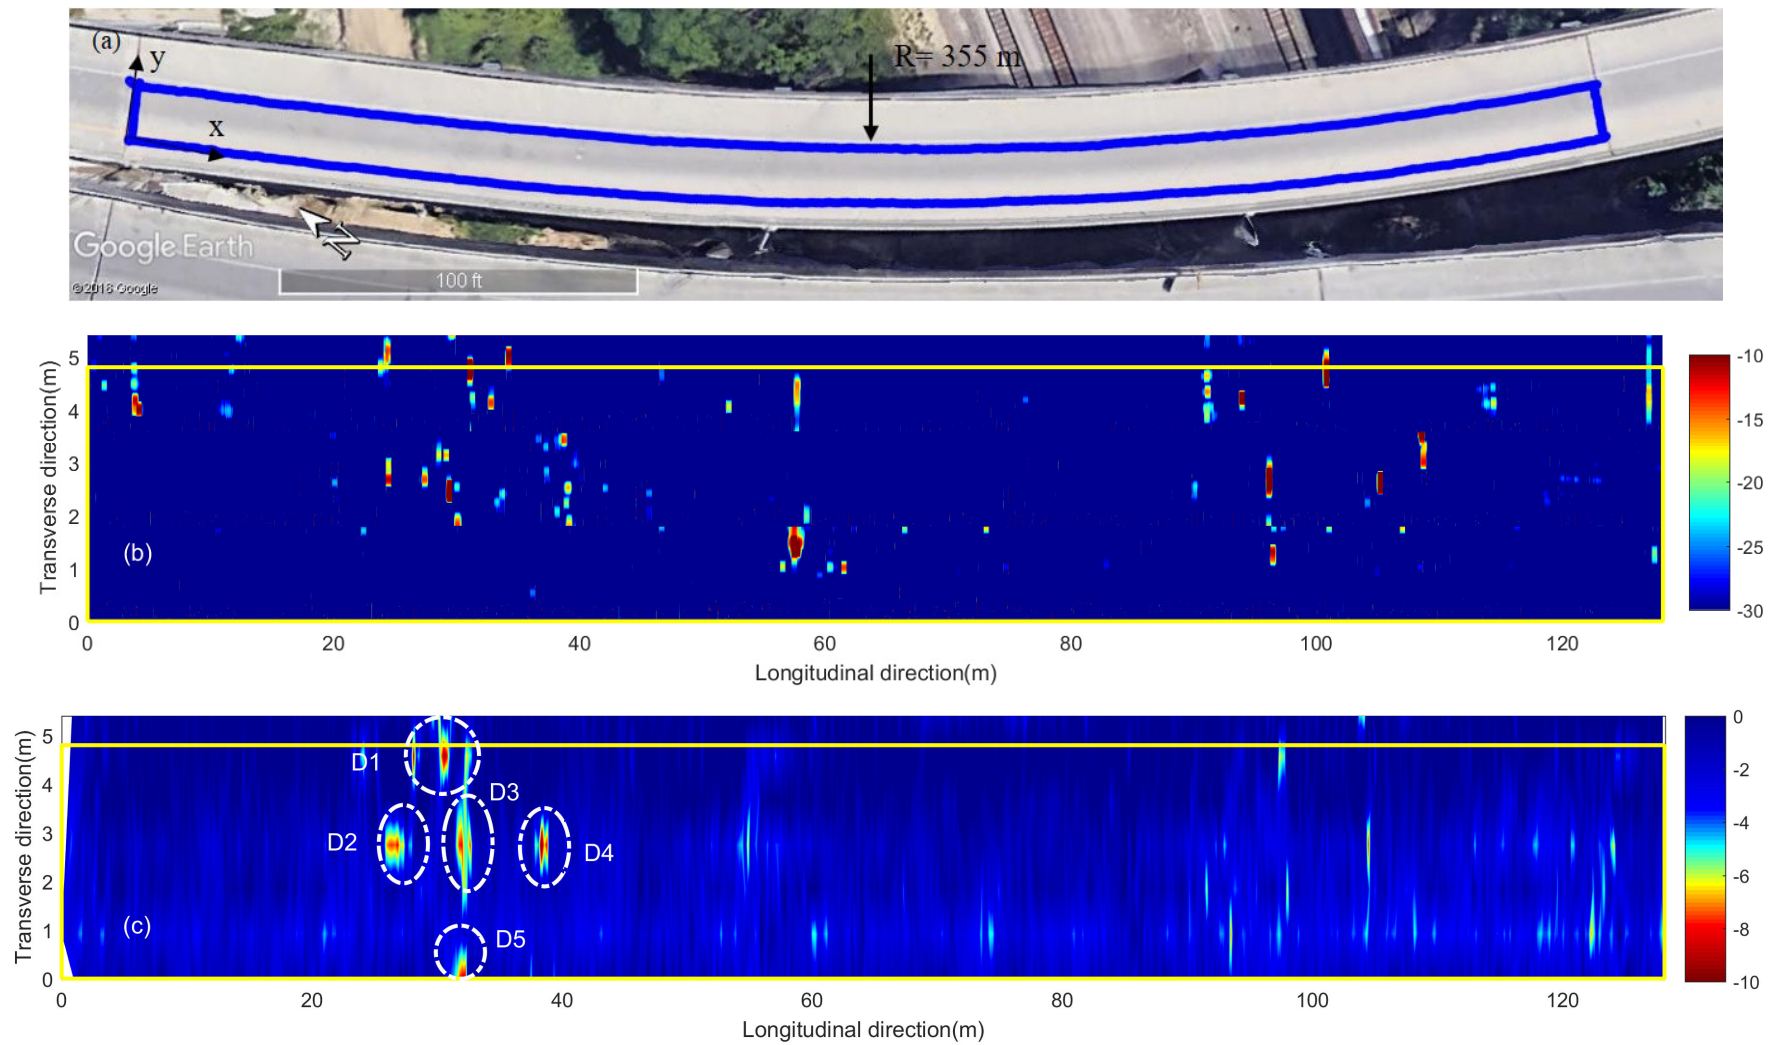 (a)
y
R= 355 m
x
N
Google Earth
100 ft
©2018 Google
Transverse direction(m)
5
4
3
2
1
0
(b)
0 20 40 60 80 100 120
Longitudinal direction(m)
-10
-15
-20
-25
-30
Transverse direction(m)
5
4
3
2
1
0
D1
D3
D2
D4
D5
(c)
0 20 40 60 80 100 120
Longitudinal direction(m)
0
-2
-4
-6
-8
-10